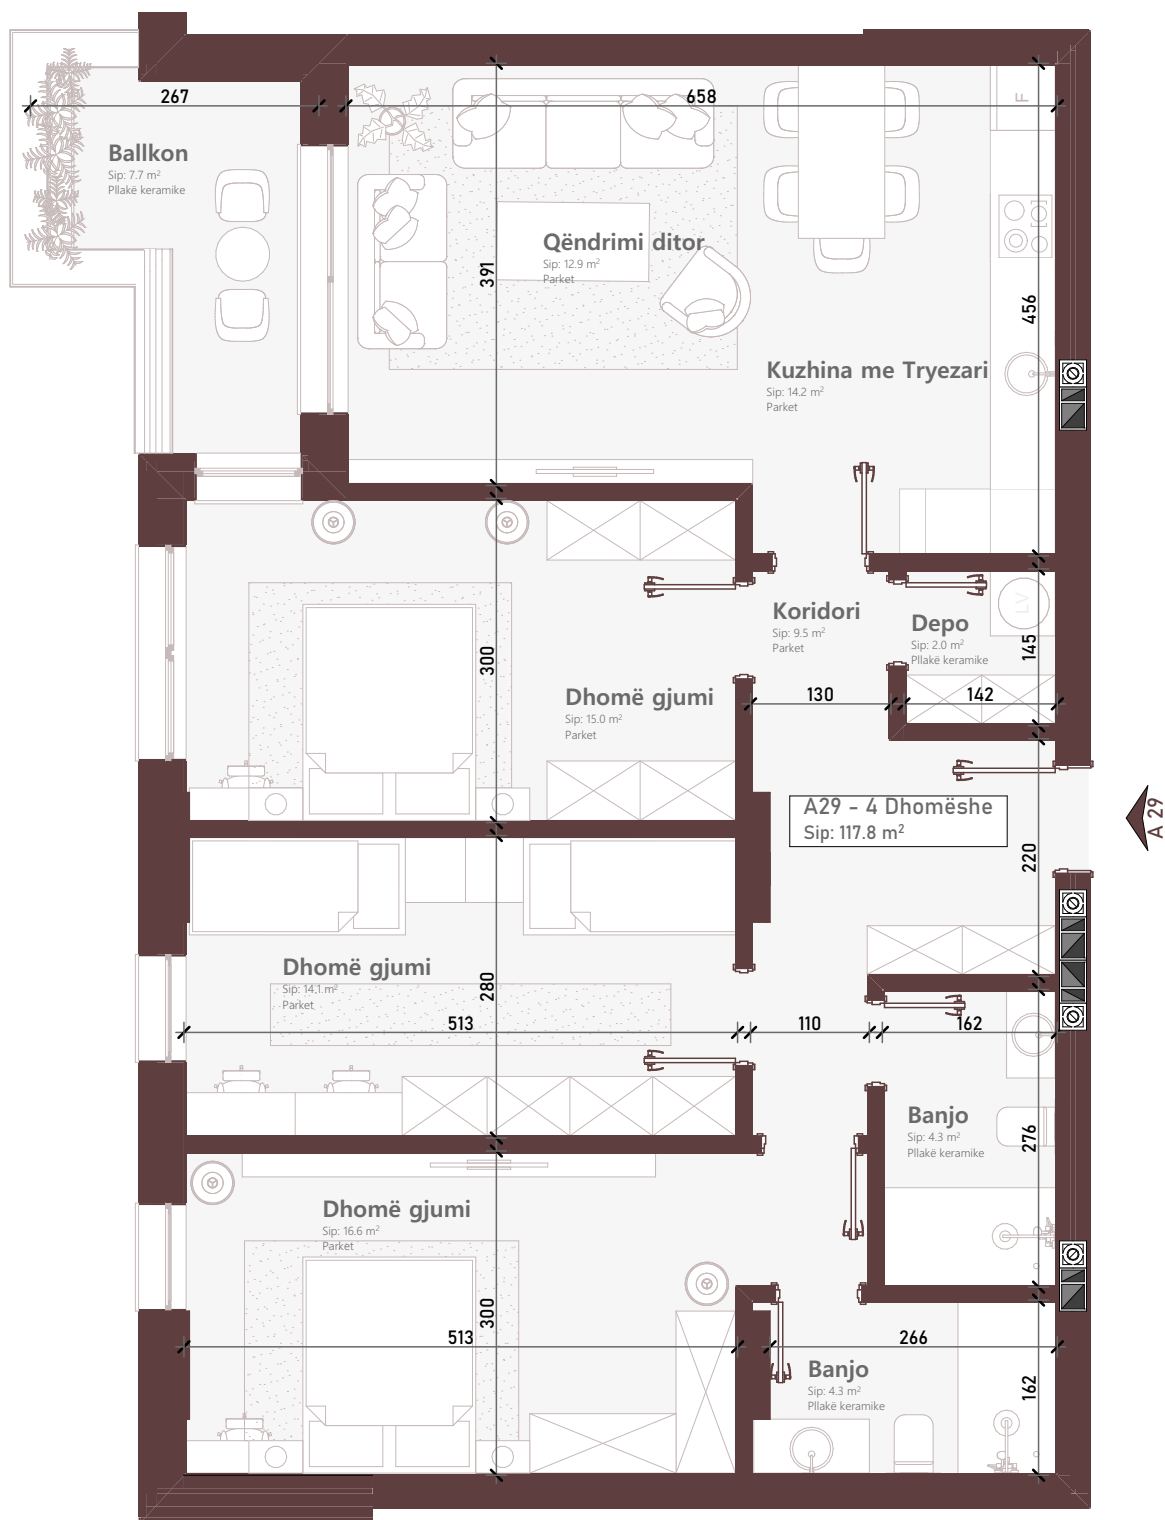 267
658
Ballkon
Sip: 7.7 m²
Pllakë keramike
F
Qëndrimi ditor
Sip: 12.9 m²
Parket
391
456
Kuzhina me Tryezari
Sip: 14.2 m²
Parket
Koridori
Sip: 9.5 m²
Parket
LV
Depo
Sip: 2.0 m²
Pllakë keramike
145
300
Dhomë gjumi
Sip: 15.0 m²
Parket
130
142
A29 - 4 Dhomëshe
Sip: 117.8 m²
A 29
220
Dhomë gjumi
Sip: 14.1 m²
Parket
280
513
110
162
Banjo
Sip: 4.3 m²
Pllakë keramike
276
Dhomë gjumi
Sip: 16.6 m²
Parket
300
513
266
Banjo
Sip: 4.3 m²
Pllakë keramike
162